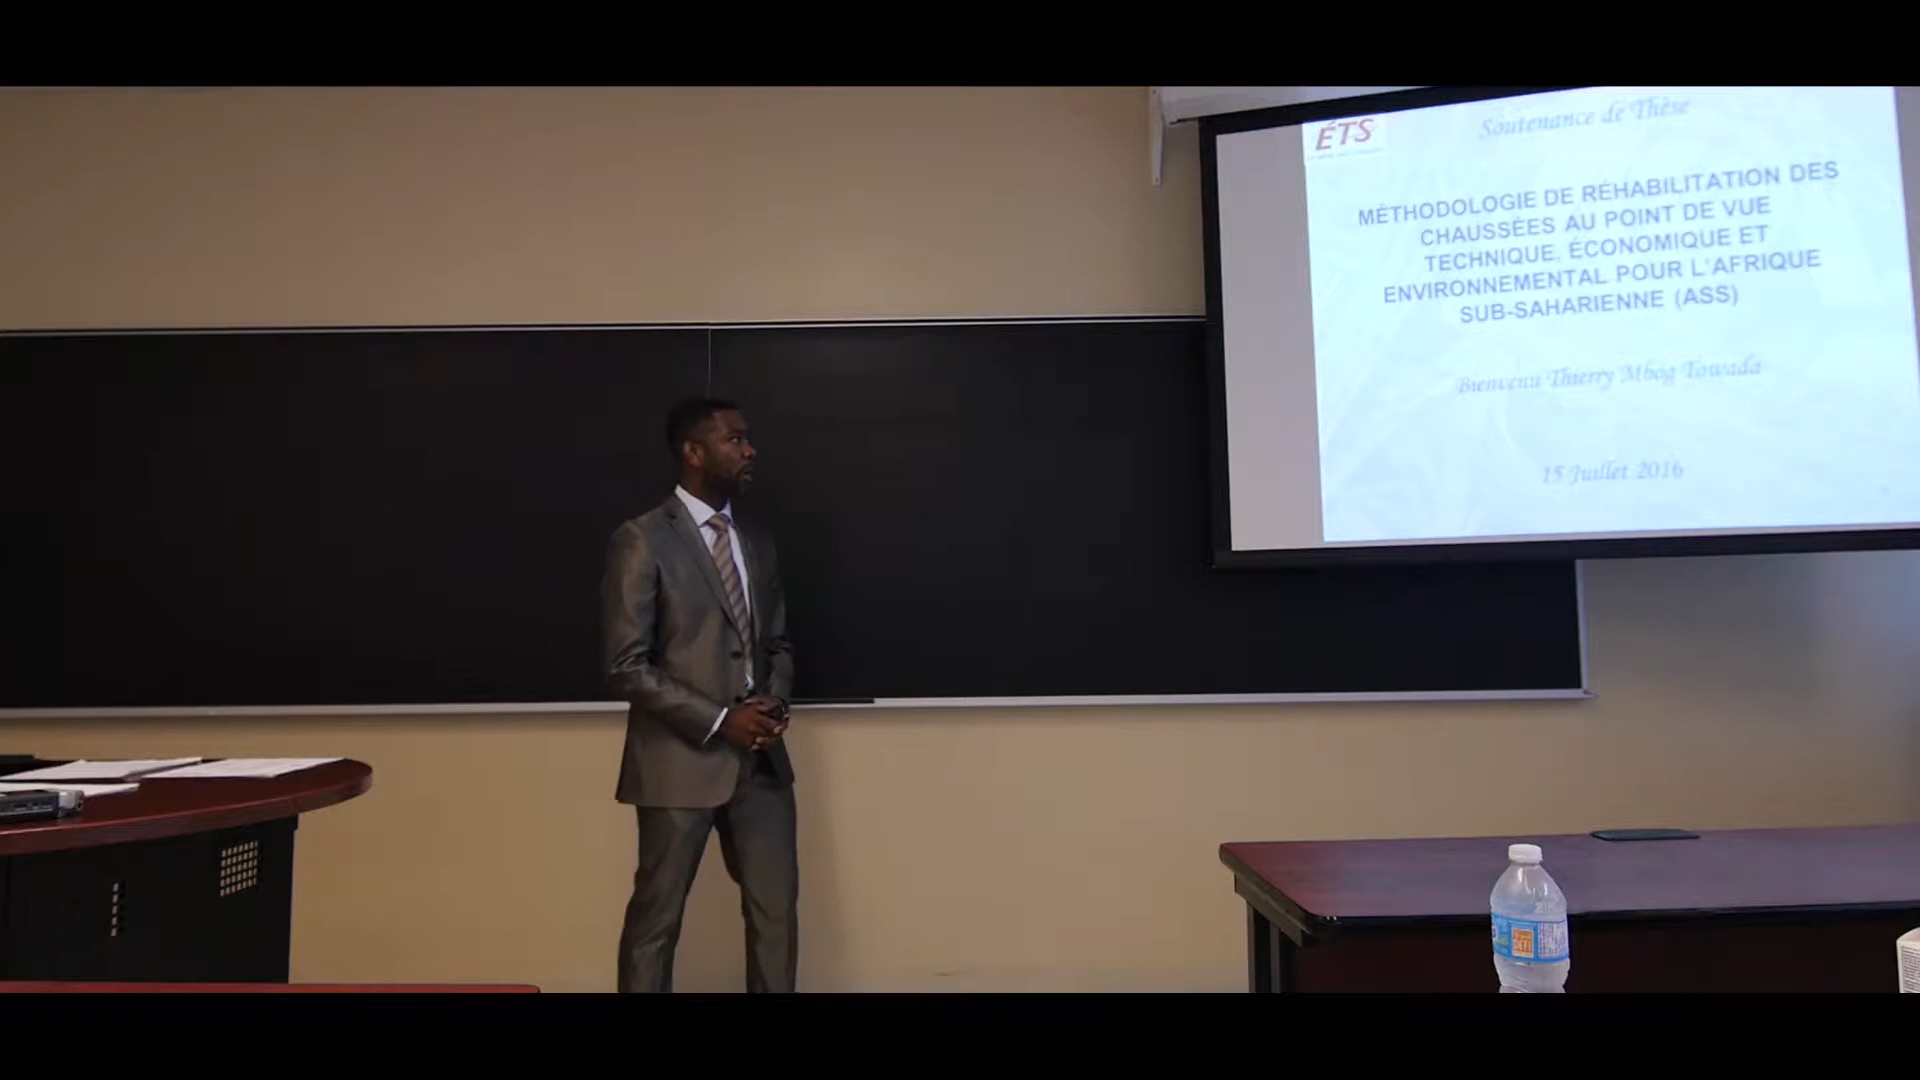 ÉTS
Soutenance de Thèse
MÉTHODOLOGIE DE RÉHABILITATION DES
CHAUSSÉES AU POINT DE VUE
TECHNIQUE, ÉCONOMIQUE ET
ENVIRONNEMENTAL POUR L'AFRIQUE
SUB-SAHARIENNE (ASS)
Bienvenu Thierry Mbog Towada
15 Juillet 2016
DÉFI